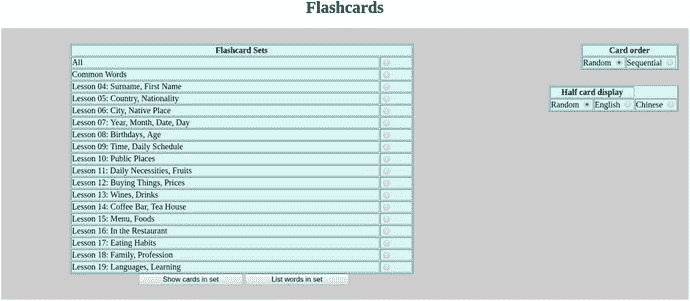 Flashcards
Flashcard Sets
All
Common Words
Lesson 04: Surname, First Name
Lesson 05: Country, Nationality
Lesson 06: City, Native Place
Lesson 07: Year, Month, Date, Day
Lesson 08: Birthdays, Age
Lesson 09: Time, Daily Schedule
Lesson 10: Public Places
Lesson 11: Daily Necessities, Fruits
Lesson 12: Buying Things, Prices
Lesson 13: Wines, Drinks
Lesson 14: Coffee Bar, Tea House
Lesson 15: Menu, Foods
Lesson 16: In the Restaurant
Lesson 17: Eating Habits
Lesson 18: Family, Profession
Lesson 19: Languages, Learning
Show cards in set List words in set
Card order
Random Sequential
Half card display
Random English Chinese